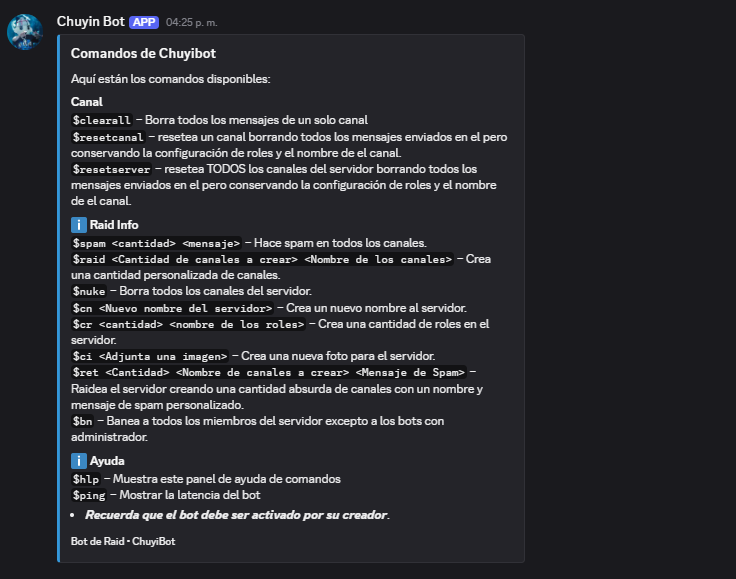 Chuyin Bot APP 04:25 p. m.
Comandos de Chuyibot
Aquí están los comandos disponibles:
Canal
$clearall – Borra todos los mensajes de un solo canal
$resetcanal – resetea un canal borrando todos los mensajes enviados en el pero
conservando la configuración de roles y el nombre de el canal.
$resetserver – resetea TODOS los canales del servidor borrando todos los
mensajes enviados en el pero conservando la configuración de roles y el nombre
de el canal.
ℹ️ Raid Info
$spam <cantidad> <mensaje> – Hace spam en todos los canales.
$raid <Cantidad de canales a crear> <Nombre de los canales> – Crea
una cantidad personalizada de canales.
$nuke – Borra todos los canales del servidor.
$cn <Nuevo nombre del servidor> – Crea un nuevo nombre al servidor.
$cr <cantidad> <nombre de los roles> – Crea una cantidad de roles en el
servidor.
$ci <Adjunta una imagen> – Crea una nueva foto para el servidor.
$ret <Cantidad> <Nombre de canales a crear> <Mensaje de Spam> –
Raidea el servidor creando una cantidad absurda de canales con un nombre y
mensaje de spam personalizado.
$bn – Banea a todos los miembros del servidor excepto a los bots con
administrador.
ℹ️ Ayuda
$hlp – Muestra este panel de ayuda de comandos
$ping – Mostrar la latencia del bot
• Recuerda que el bot debe ser activado por su creador.
Bot de Raid • ChuyiBot